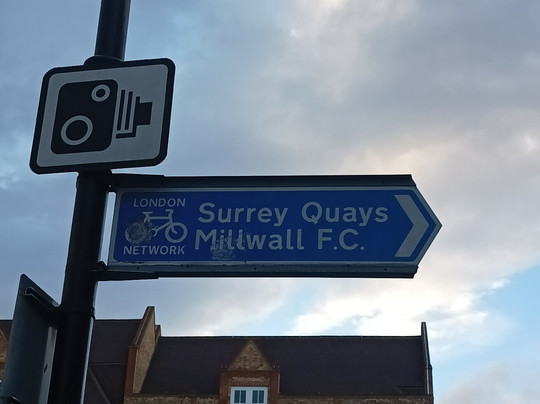 LONDON
NETWORK
Surrey Quays
Millwall F.C.